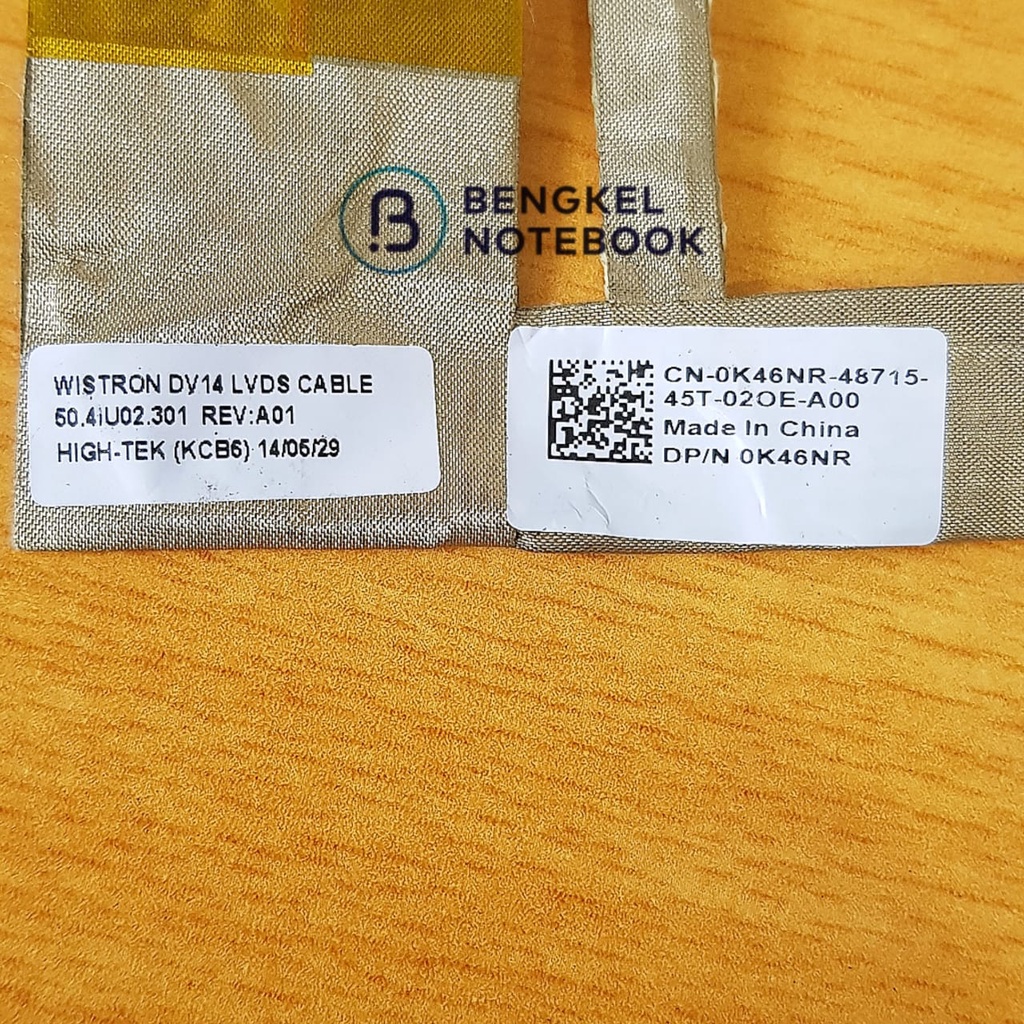 BENGKEL
NOTEBOOK
WISTRON DV14 LVDS CABLE
50.4IU02.301 REV:A01
HIGH-TEK (KCB6) 14/05/29
CN-0K46NR-48715-
45T-02OE-A00
Made In China
DP/N 0K46NR